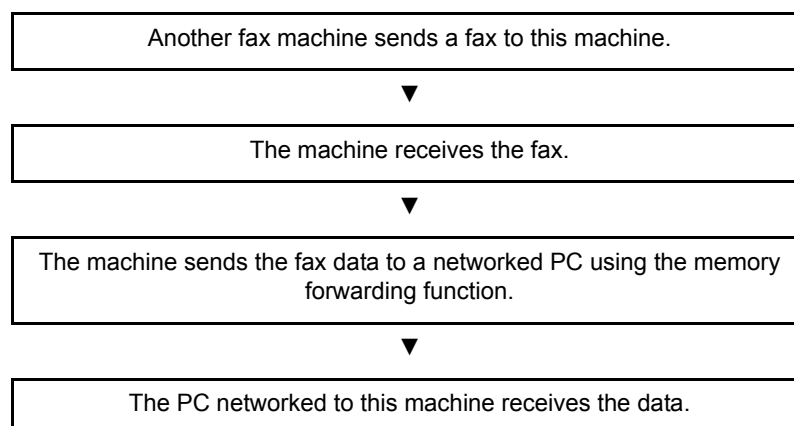 Another fax machine sends a fax to this machine.
▼
The machine receives the fax.
▼
The machine sends the fax data to a networked PC using the memory
forwarding function.
▼
The PC networked to this machine receives the data.